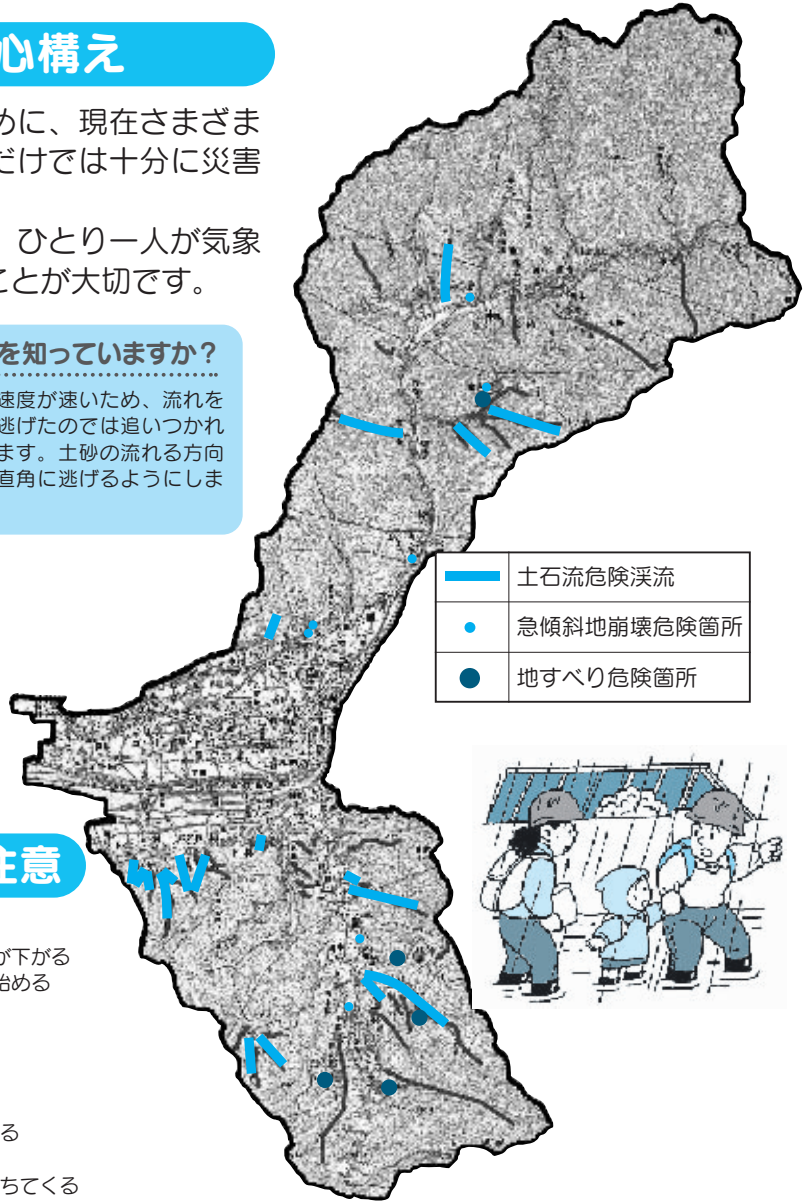 心構え
めに、現在さまざま
だけでは十分に災害
ひとり一人が気象
ことが大切です。
を知っていますか？
速度が速いため、流れを
逃げたのでは追いつかれ
ます。土砂の流れる方向
直角に逃げるようにしま
土石流危険渓流
急傾斜地崩壊危険箇所
地すべり危険箇所
注意
が下がる
始める
る
ちてくる